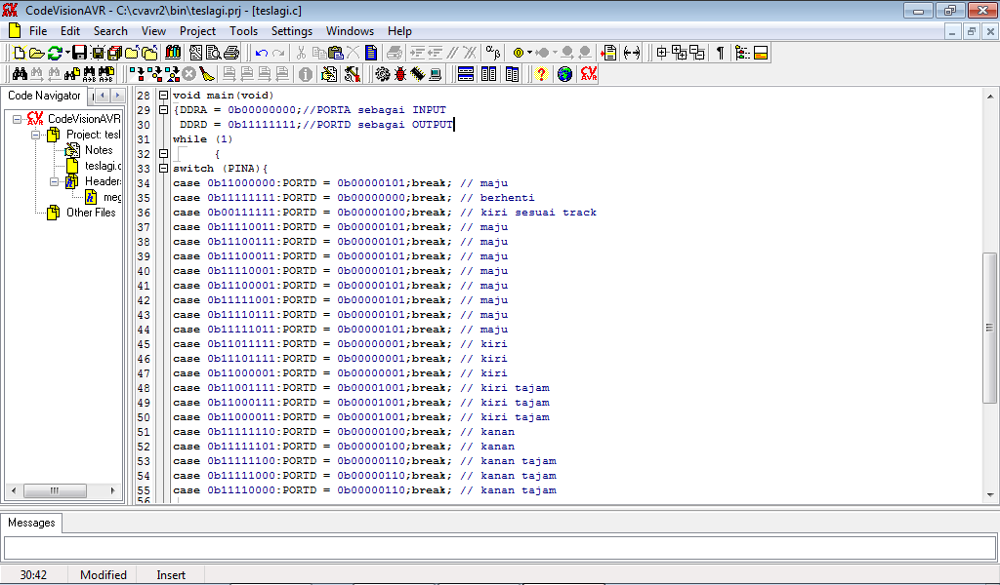 CodeVisionAVR - C:\cvavr2\bin\teslagi.prj - [teslagi.c]
File Edit Search View Project Tools Settings Windows Help
Code Navigator
CodeVisionAVR
Project: tesl
Notes
teslagi.c
Header:
meg
Other Files
28 void main(void)
29 {DDRA = 0b00000000;//PORTA sebagai INPUT
30 DDRD = 0b11111111;//PORTD sebagai OUTPUT
31 while (1)
32 {
33 switch (PINA){
34 case 0b11000000:PORTD = 0b00000101;break; // maju
35 case 0b11111111:PORTD = 0b00000000;break; // berhenti
36 case 0b00111111:PORTD = 0b00000100;break; // kiri sesuai track
37 case 0b11110011:PORTD = 0b00000101;break; // maju
38 case 0b11100111:PORTD = 0b00000101;break; // maju
39 case 0b11100011:PORTD = 0b00000101;break; // maju
40 case 0b11110001:PORTD = 0b00000101;break; // maju
41 case 0b11100001:PORTD = 0b00000101;break; // maju
42 case 0b11111001:PORTD = 0b00000101;break; // maju
43 case 0b11110111:PORTD = 0b00000101;break; // maju
44 case 0b11111011:PORTD = 0b00000101;break; // maju
45 case 0b11011111:PORTD = 0b00000001;break; // kiri
46 case 0b11101111:PORTD = 0b00000001;break; // kiri
47 case 0b11000001:PORTD = 0b00000001;break; // kiri
48 case 0b11001111:PORTD = 0b00001001;break; // kiri tajam
49 case 0b11000111:PORTD = 0b00001001;break; // kiri tajam
50 case 0b11000011:PORTD = 0b00001001;break; // kiri tajam
51 case 0b11111110:PORTD = 0b00000100;break; // kanan
52 case 0b11111101:PORTD = 0b00000100;break; // kanan
53 case 0b11111100:PORTD = 0b00000110;break; // kanan tajam
54 case 0b11111000:PORTD = 0b00000110;break; // kanan tajam
55 case 0b11110000:PORTD = 0b00000110;break; // kanan tajam
56
Messages
30:42 Modified Insert